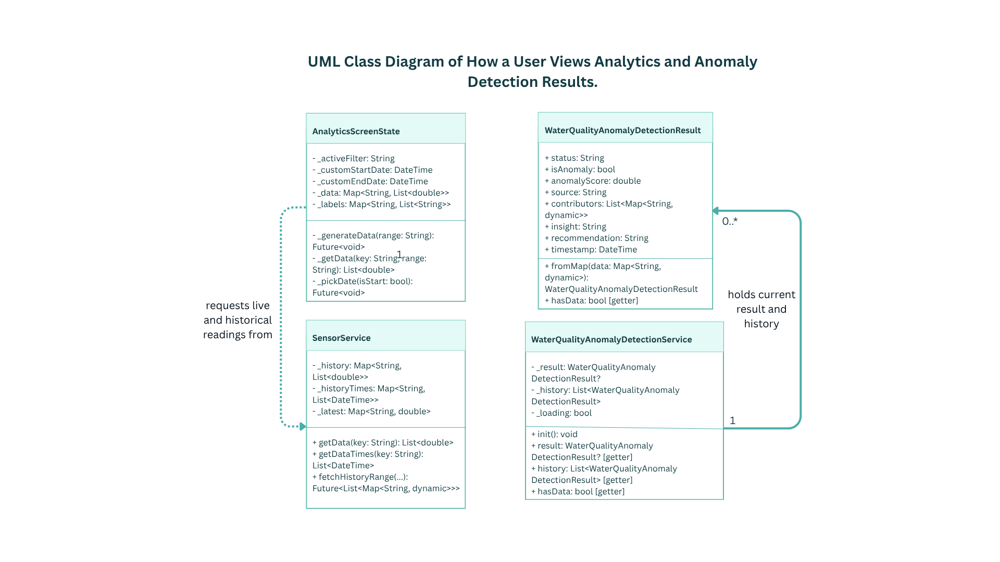 UML Class Diagram of How a User Views Analytics and Anomaly
Detection Results.
AnalyticsScreenState
- _activeFilter: String
- _customStartDate: DateTime
- _customEndDate: DateTime
- _data: Map<String, List<double>>
- _labels: Map<String, List<String>>
- _generateData(range: String):
Future<void>
1
- _getData(key: String, range:
String): List<double>
- _pickDate(isStart: bool):
Future<void>
WaterQualityAnomalyDetectionResult
+ status: String
+ isAnomaly: bool
+ anomalyScore: double
+ source: String
+ contributors: List<Map<String,
dynamic>>
+ insight: String
+ recommendation: String
+ timestamp: DateTime
+ fromMap(data: Map<String,
dynamic>):
WaterQualityAnomalyDetectionResult
+ hasData: bool [getter]
0..*
holds current
result and
history
requests live
and historical
readings from
SensorService
- _history: Map<String,
List<double>>
- _historyTimes: Map<String,
List<DateTime>>
- _latest: Map<String, double>
+ getData(key: String): List<double>
+ getDataTimes(key: String):
List<DateTime>
+ fetchHistoryRange(...):
Future<List<Map<String, dynamic>>>
WaterQualityAnomalyDetectionService
- _result: WaterQualityAnomaly
DetectionResult?
- _history: List<WaterQualityAnomaly
DetectionResult>
- _loading: bool
1
+ init(): void
+ result: WaterQualityAnomaly
DetectionResult? [getter]
+ history: List<WaterQualityAnomaly
DetectionResult> [getter]
+ hasData: bool [getter]